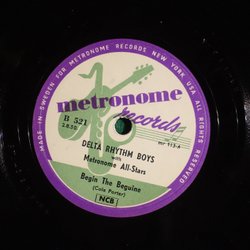 MADE IN SWEDEN FOR METRONOME RECORDS NEW YORK USA ALL RIGHTS RESERVED
metronome
records
B 521
DELTA RHYTHM BOYS
with
Metronome All-Stars
Begin The Beguine
(Cole Porter)
NCB